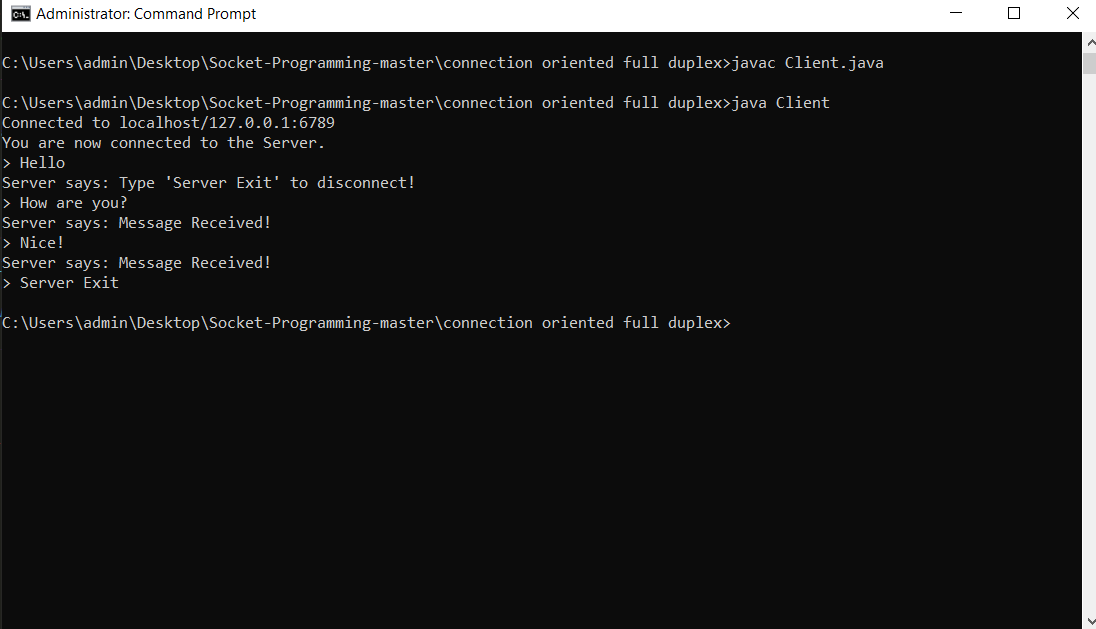 Administrator: Command Prompt
C:\Users\admin\Desktop\Socket-Programming-master\connection oriented full duplex>javac Client.java
C:\Users\admin\Desktop\Socket-Programming-master\connection oriented full duplex>java Client
Connected to localhost/127.0.0.1:6789
You are now connected to the Server.
> Hello
Server says: Type 'Server Exit' to disconnect!
> How are you?
Server says: Message Received!
> Nice!
Server says: Message Received!
> Server Exit
C:\Users\admin\Desktop\Socket-Programming-master\connection oriented full duplex>